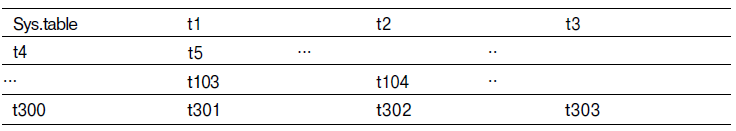 Sys.table t1 t2 t3
t4 t5 ... ..
... t103 t104 ..
t300 t301 t302 t303